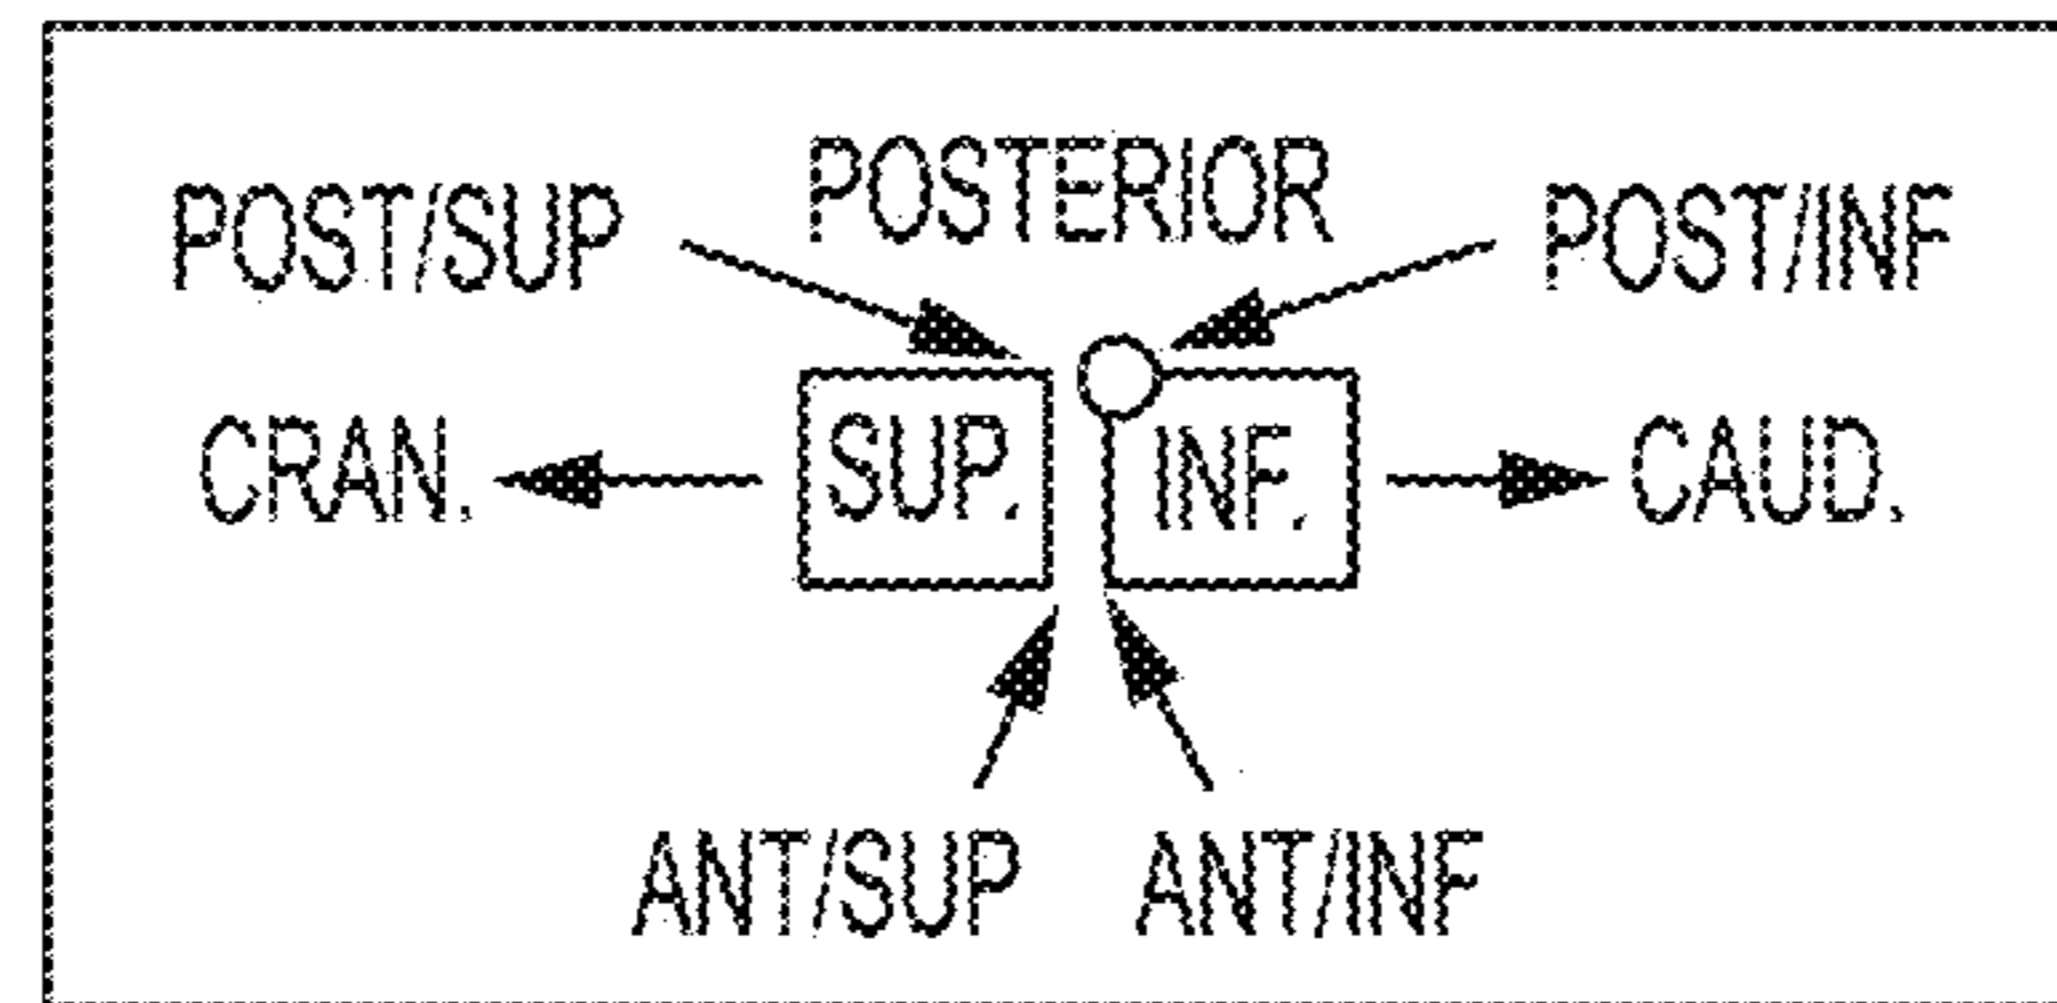 POSTERIOR
POST/SUP
POST/INF
CRAN.
SUP.
INF.
CAUD.
ANT/SUP
ANT/INF